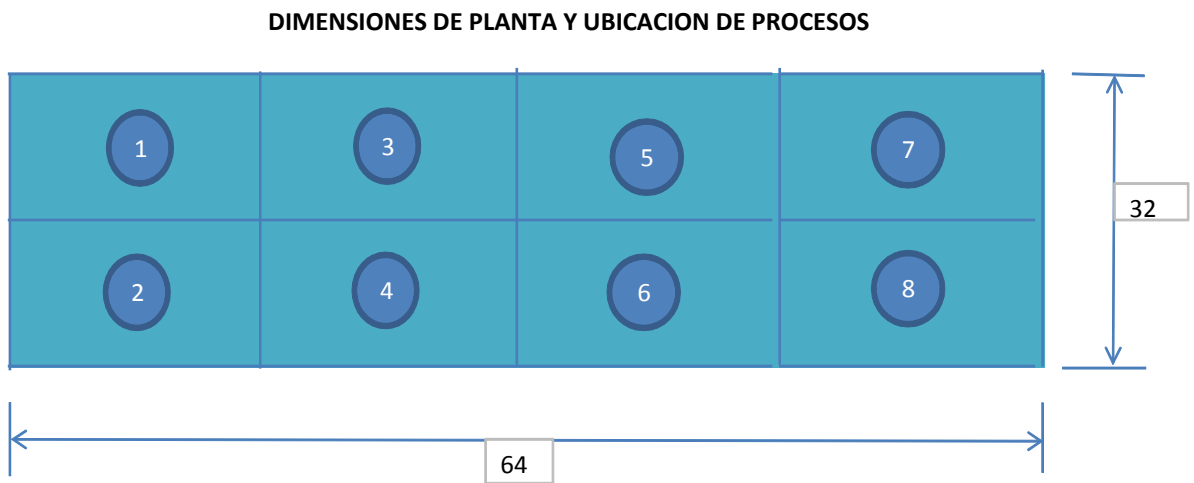 DIMENSIONES DE PLANTA Y UBICACION DE PROCESOS
1 3 5 7
32
2 4 6 8
64